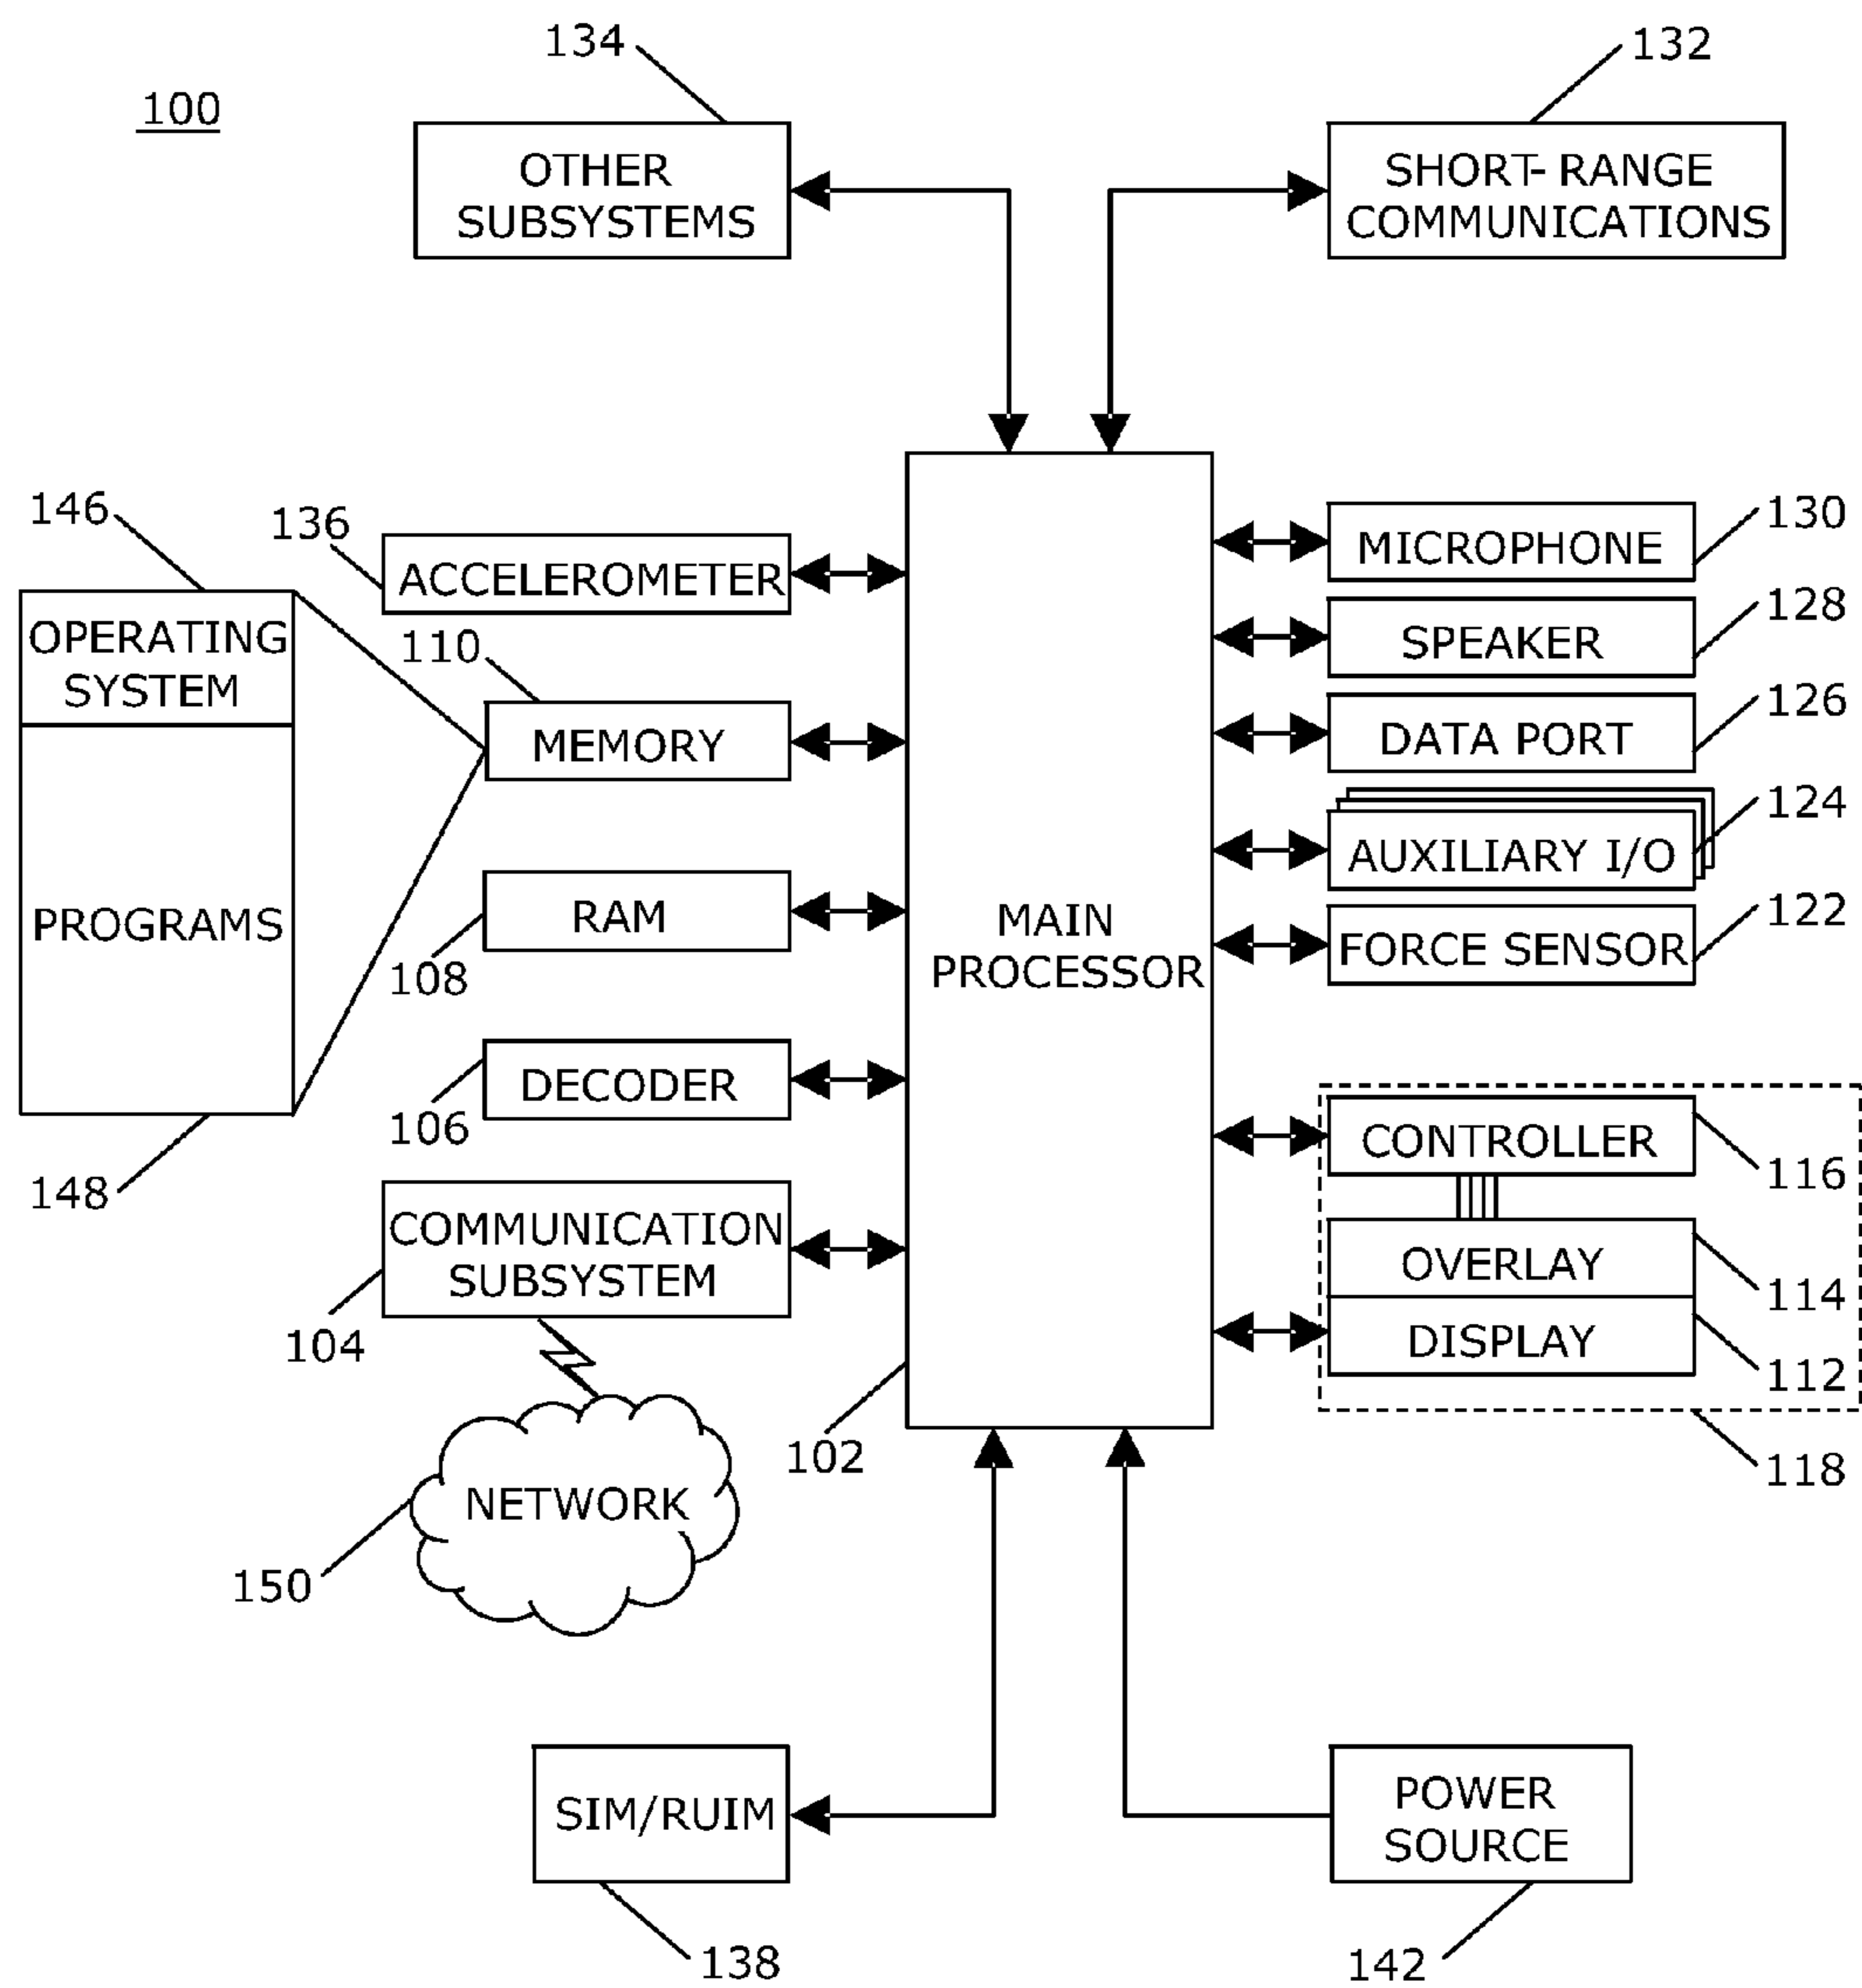 134
132
100
OTHER
SUBSYSTEMS
SHORT-RANGE
COMMUNICATIONS
146
136
130
ACCELEROMETER
MICROPHONE
128
OPERATING
SYSTEM
110
SPEAKER
126
MEMORY
DATA PORT
124
AUXILIARY I/O
PROGRAMS
RAM
MAIN
PROCESSOR
122
FORCE SENSOR
108
DECODER
106
CONTROLLER
116
148
COMMUNICATION
SUBSYSTEM
OVERLAY
114
104
DISPLAY
112
102
118
NETWORK
150
SIM/RUIM
POWER
SOURCE
138
142